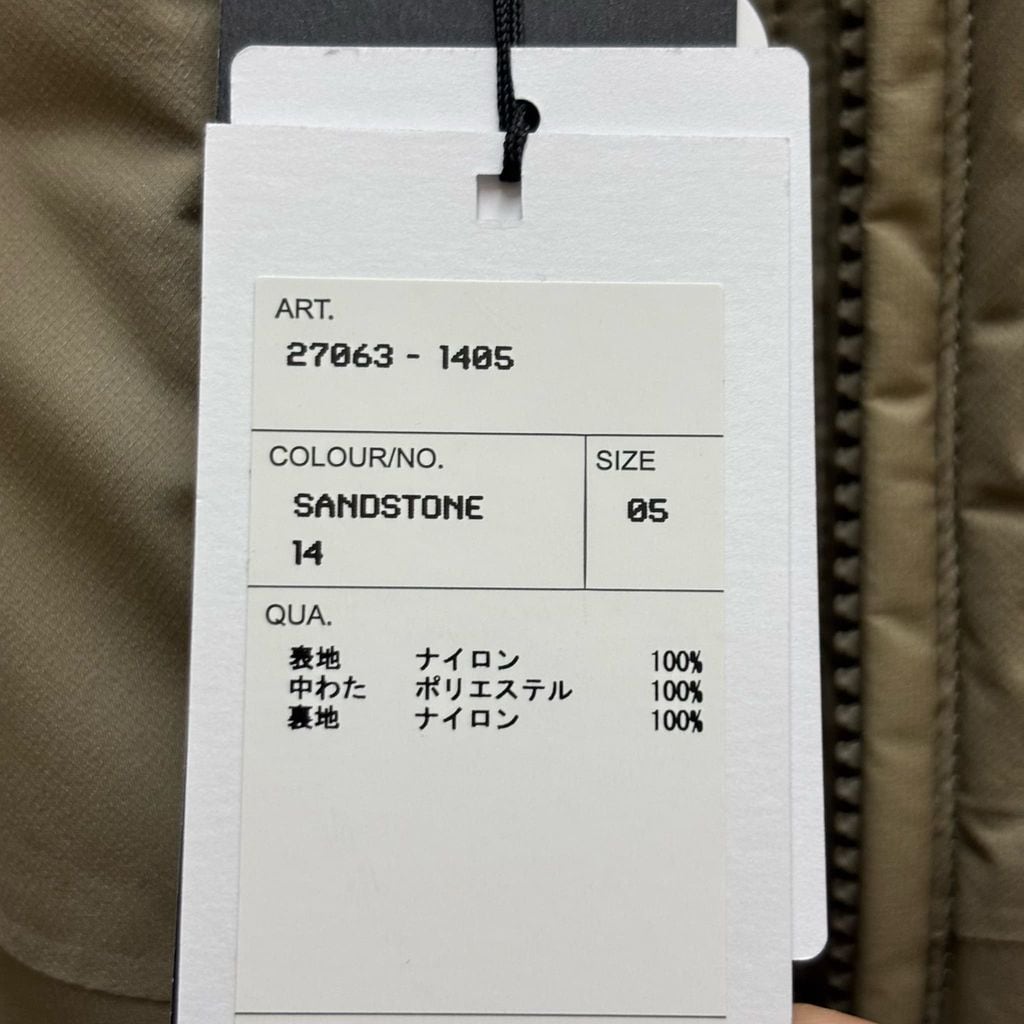 ART.
27063 - 1405
COLOUR/NO.
SIZE
SANDSTONE
05
14
QUA.
表地 ナイロン 100%
中わた ポリエステル 100%
裏地 ナイロン 100%